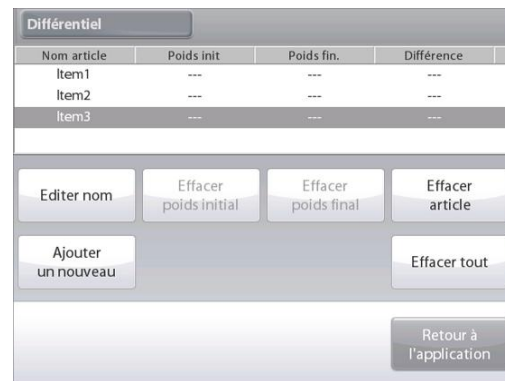 Différentiel
Nom article Poids init Poids fin. Différence
Item1 --- --- ---
Item2 --- --- ---
Item3 --- --- ---
Editer nom
Effacer
poids initial
Effacer
poids final
Effacer
article
Ajouter
un nouveau
Effacer tout
Retour à
l'application